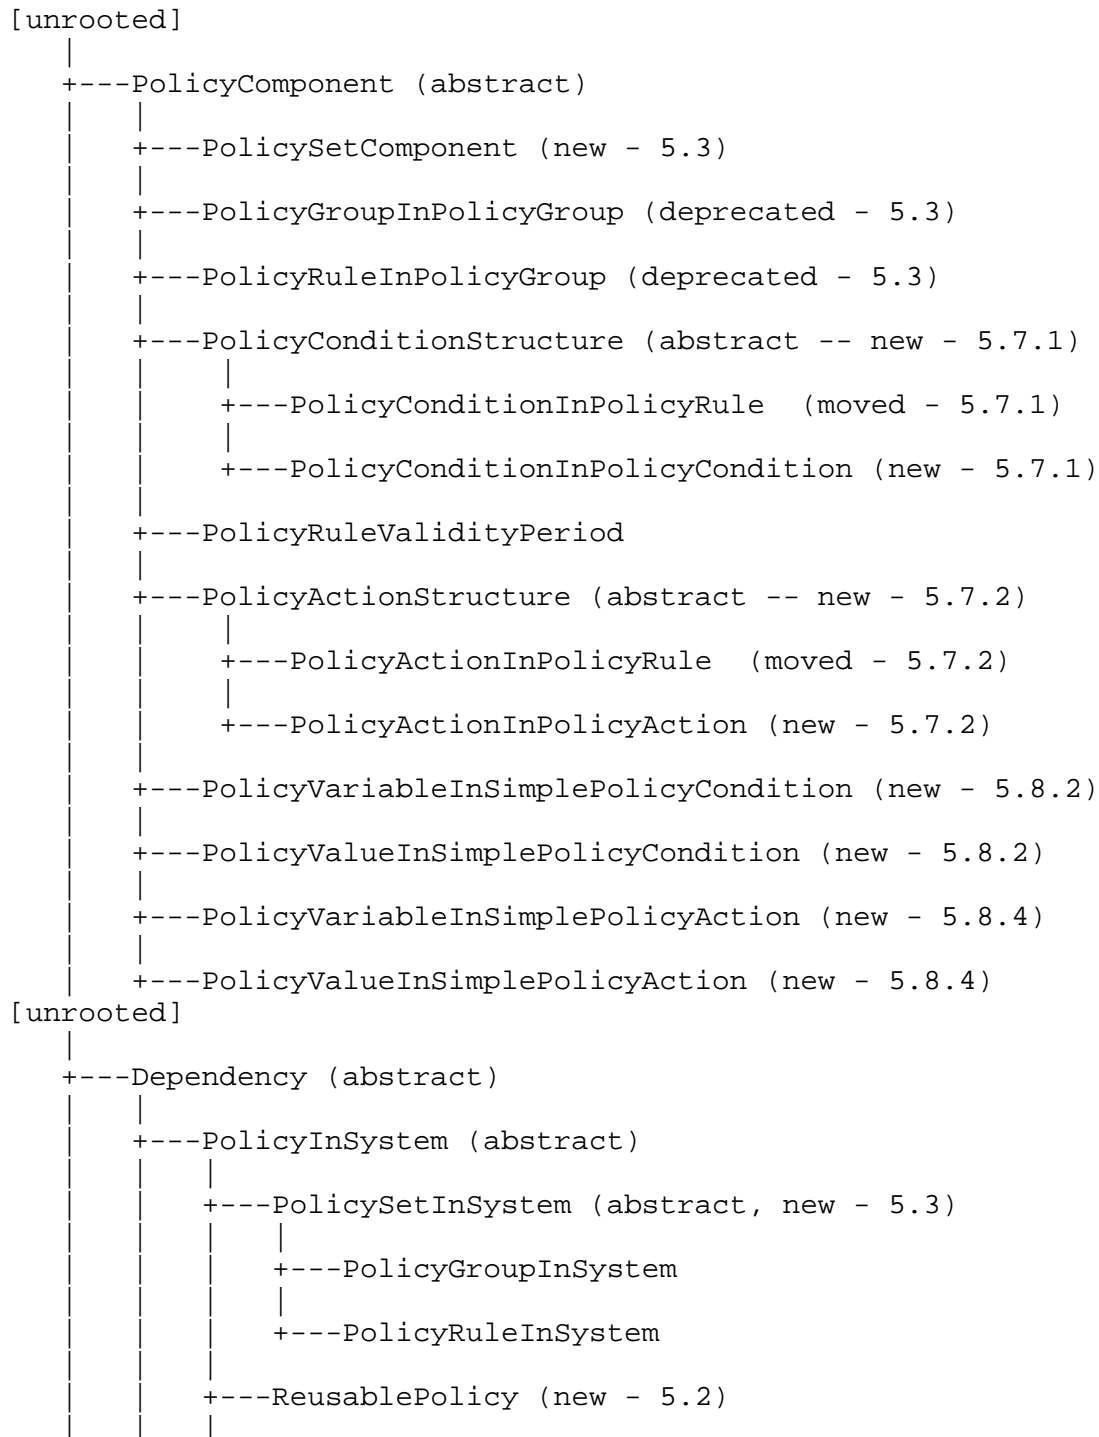 [unrooted]
   |
   +---PolicyComponent (abstract)
   |   |
   |   +---PolicySetComponent (new - 5.3)
   |   |
   |   +---PolicyGroupInPolicyGroup (deprecated - 5.3)
   |   |
   |   +---PolicyRuleInPolicyGroup (deprecated - 5.3)
   |   |
   |   +---PolicyConditionStructure (abstract -- new - 5.7.1)
   |   |    |
   |   |    +---PolicyConditionInPolicyRule  (moved - 5.7.1)
   |   |    |
   |   |    +---PolicyConditionInPolicyCondition (new - 5.7.1)
   |   |
   |   +---PolicyRuleValidityPeriod
   |   |
   |   +---PolicyActionStructure (abstract -- new - 5.7.2)
   |   |    |
   |   |    +---PolicyActionInPolicyRule  (moved - 5.7.2)
   |   |    |
   |   |    +---PolicyActionInPolicyAction (new - 5.7.2)
   |   |
   |   +---PolicyVariableInSimplePolicyCondition (new - 5.8.2)
   |   |
   |   +---PolicyValueInSimplePolicyCondition (new - 5.8.2)
   |   |
   |   +---PolicyVariableInSimplePolicyAction (new - 5.8.4)
   |   |
   |   +---PolicyValueInSimplePolicyAction (new - 5.8.4)
[unrooted]
   |
   +---Dependency (abstract)
   |   |
   |   +---PolicyInSystem (abstract)
   |   |   |
   |   |   +---PolicySetInSystem (abstract, new - 5.3)
   |   |   |   |
   |   |   |   +---PolicyGroupInSystem
   |   |   |   |
   |   |   |   +---PolicyRuleInSystem
   |   |   |
   |   |   +---ReusablePolicy (new - 5.2)
   |   |   |